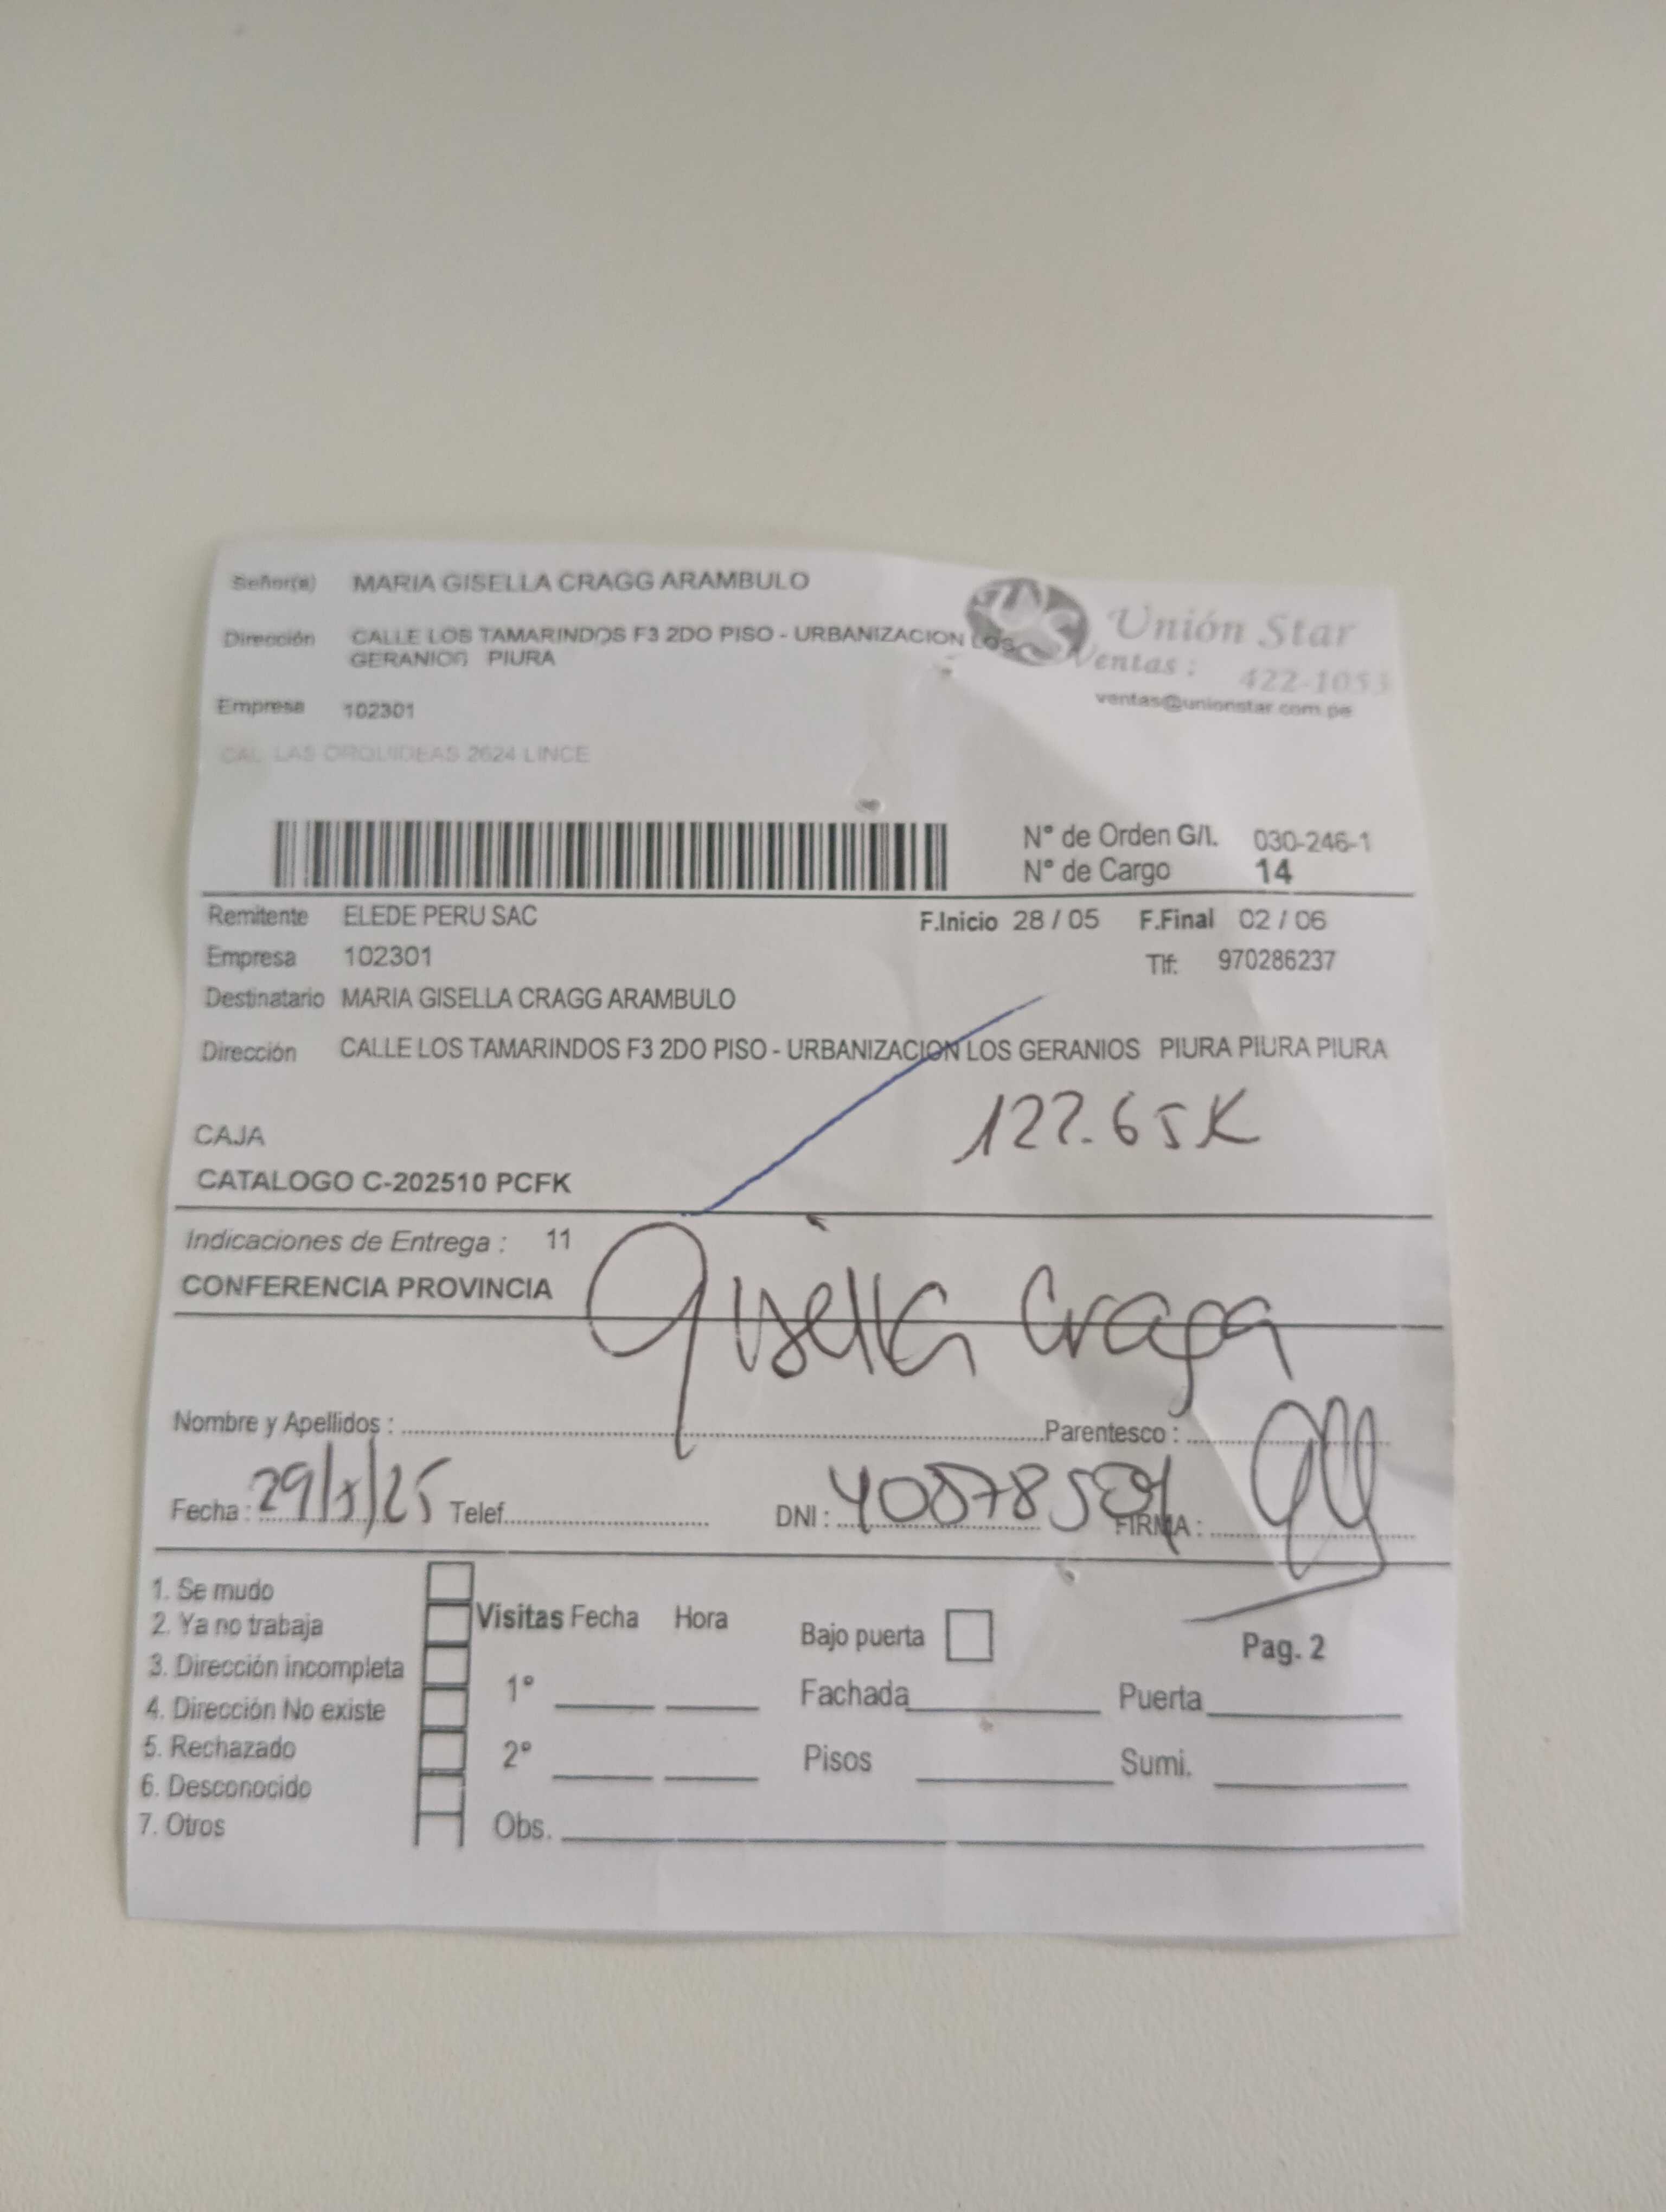 Señor(a) MARIA GISELLA CRAGG ARAMBULO
Unión Star
Dirección CALLE LOS TAMARINDOS F3 2DO PISO - URBANIZACION LOS
GERANIOS PIURA
Ventas : 422-1053
ventas@unionstar.com.pe
Empresa 102301
CAL LAS ORQUIDEAS 2624 LINCE
N° de Orden G/I. 030-246-1
N° de Cargo 14
Remitente ELEDE PERU SAC F.Inicio 28 / 05 F.Final 02 / 06
Empresa 102301 Tlf: 970286237
Destinatario MARIA GISELLA CRAGG ARAMBULO
Dirección CALLE LOS TAMARINDOS F3 2DO PISO - URBANIZACION LOS GERANIOS PIURA PIURA PIURA
122.65K
CAJA
CATALOGO C-202510 PCFK
Indicaciones de Entrega : 11
CONFERENCIA PROVINCIA
Gisella Cragg
Nombre y Apellidos : Parentesco :
Fecha : 29/5/25 Telef. DNI : FIRMA :
1. Se mudo
2. Ya no trabaja
3. Dirección incompleta
4. Dirección No existe
5. Rechazado
6. Desconocido
7. Otros
Visitas Fecha Hora
1°
2°
Obs.
Bajo puerta
Pag. 2
Fachada Puerta
Pisos Sumi.